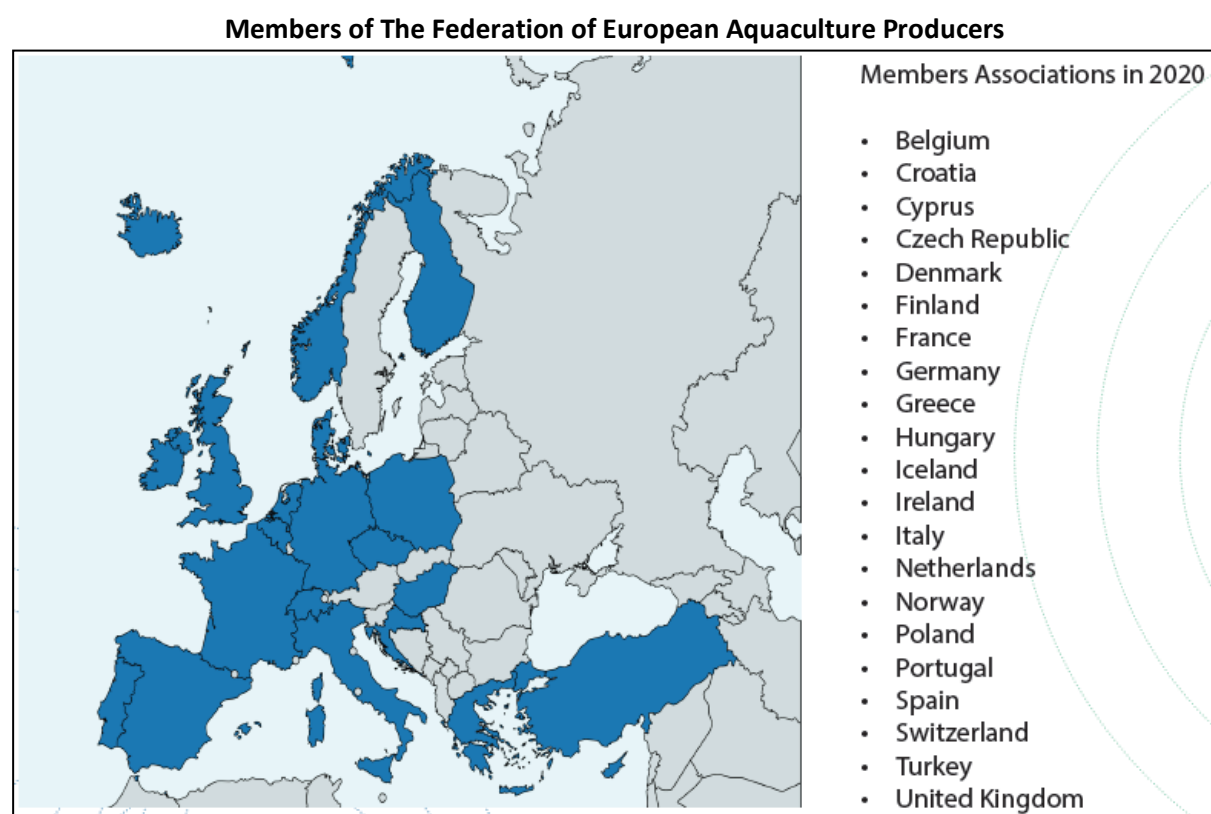 Members of The Federation of European Aquaculture Producers
Members Associations in 2020
• Belgium
• Croatia
• Cyprus
• Czech Republic
• Denmark
• Finland
• France
• Germany
• Greece
• Hungary
• Iceland
• Ireland
• Italy
• Netherlands
• Norway
• Poland
• Portugal
• Spain
• Switzerland
• Turkey
• United Kingdom